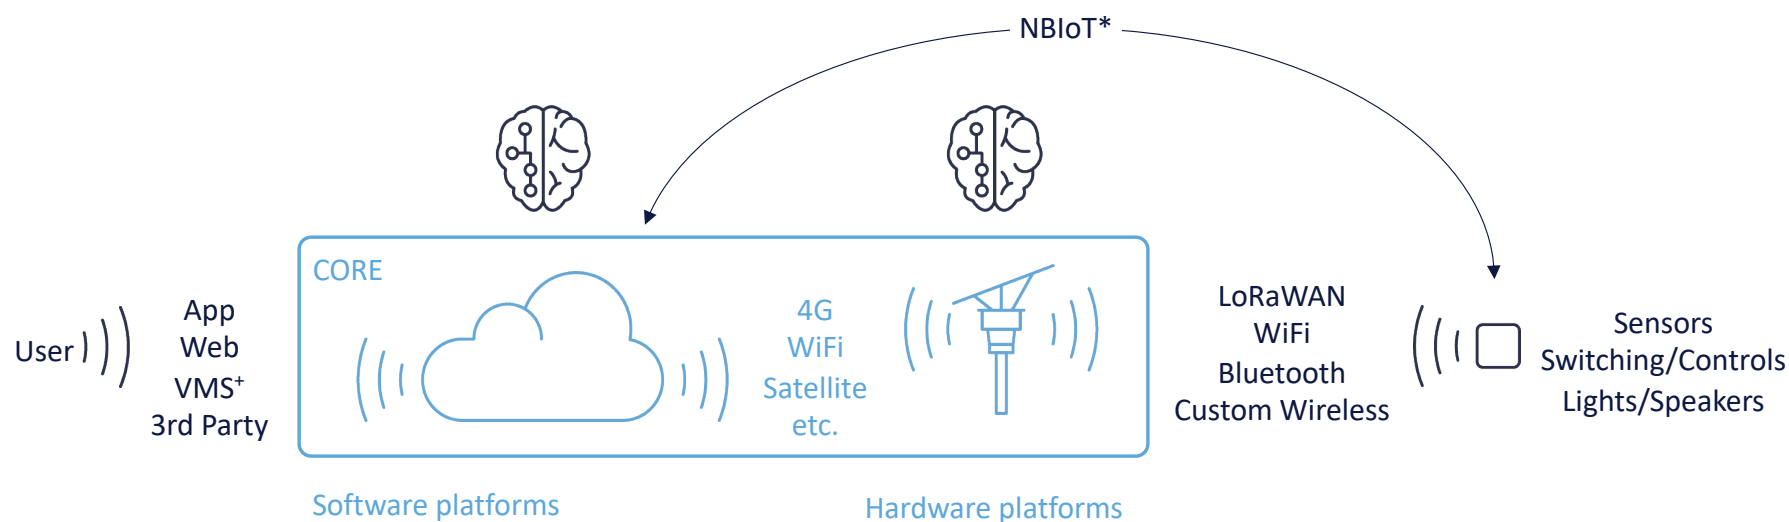 NBIoT*
CORE
User
App
Web
VMS⁺
3rd Party
4G
WiFi
Satellite
etc.
LoRaWAN
WiFi
Bluetooth
Custom Wireless
Sensors
Switching/Controls
Lights/Speakers
Software platforms
Hardware platforms